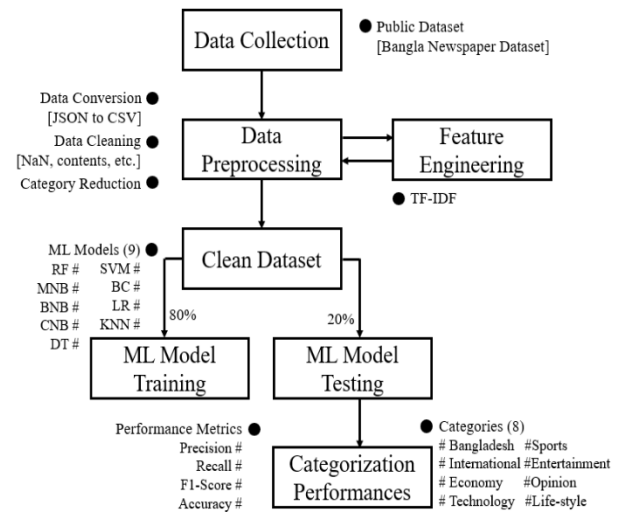 Data Collection
● Public Dataset
[Bangla Newspaper Dataset]
Data Conversion ●
[JSON to CSV]
Data Cleaning ●
[NaN, contents, etc.]
Category Reduction ●
Data
Preprocessing
Feature
Engineering
● TF-IDF
Clean Dataset
ML Models (9) ●
RF # SVM #
MNB # BC #
BNB # LR #
CNB # KNN #
DT #
80%
20%
ML Model
Training
ML Model
Testing
Performance Metrics ●
Precision #
Recall #
F1-Score #
Accuracy #
Categorization
Performances
● Categories (8)
# Bangladesh #Sports
# International #Entertainment
# Economy #Opinion
# Technology #Life-style